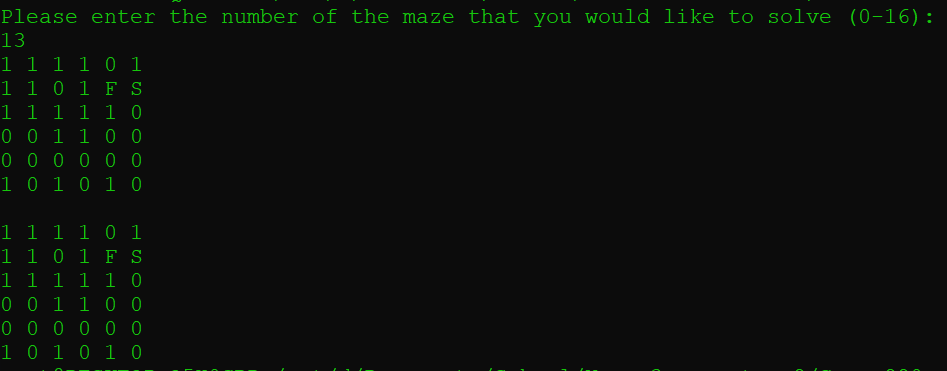 Please enter the number of the maze that you would like to solve (0-16):
13
1 1 1 1 0 1
1 1 0 1 F S
1 1 1 1 1 0
0 0 1 1 0 0
0 0 0 0 0 0
1 0 1 0 1 0
1 1 1 1 0 1
1 1 0 1 F S
1 1 1 1 1 0
0 0 1 1 0 0
0 0 0 0 0 0
1 0 1 0 1 0